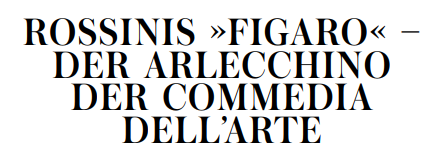 ROSSINIS »FIGARO« –
DER ARLECCHINO
DER COMMEDIA
DELL’ARTE